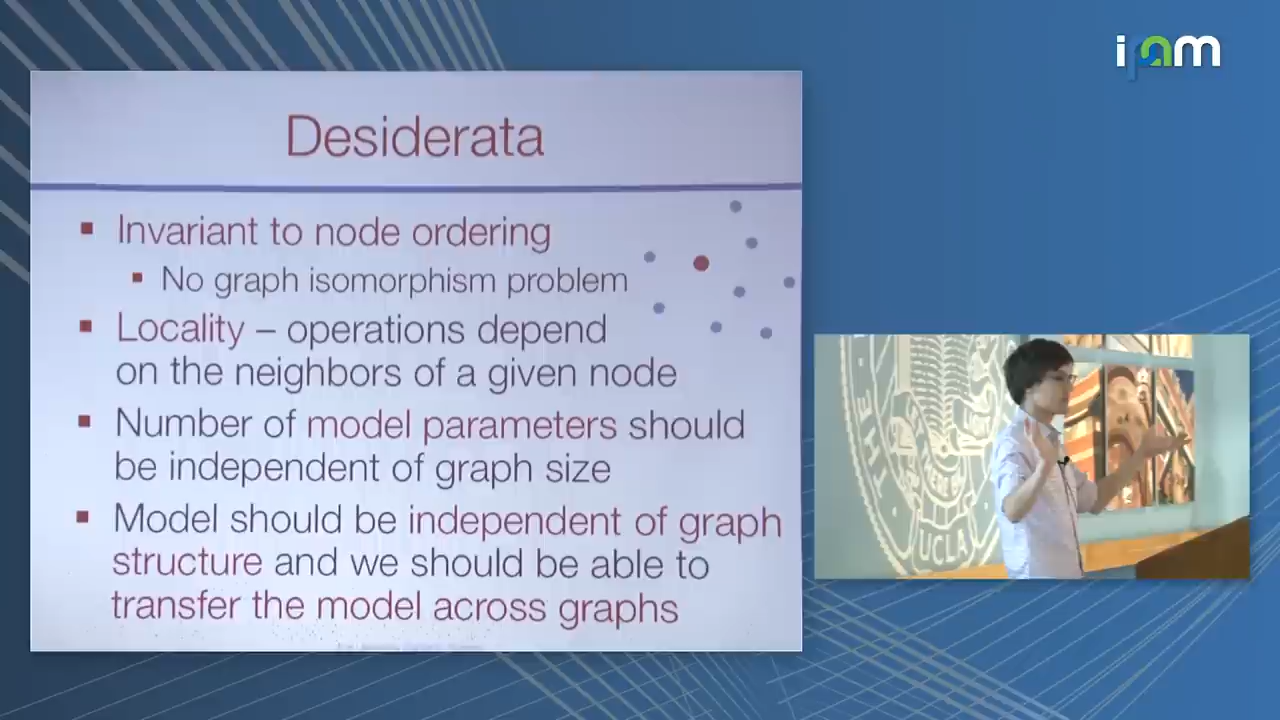 ipam
Desiderata
▪ Invariant to node ordering
▪ No graph isomorphism problem
▪ Locality – operations depend
on the neighbors of a given node
▪ Number of model parameters should
be independent of graph size
▪ Model should be independent of graph
structure and we should be able to
transfer the model across graphs
THE
UCLA